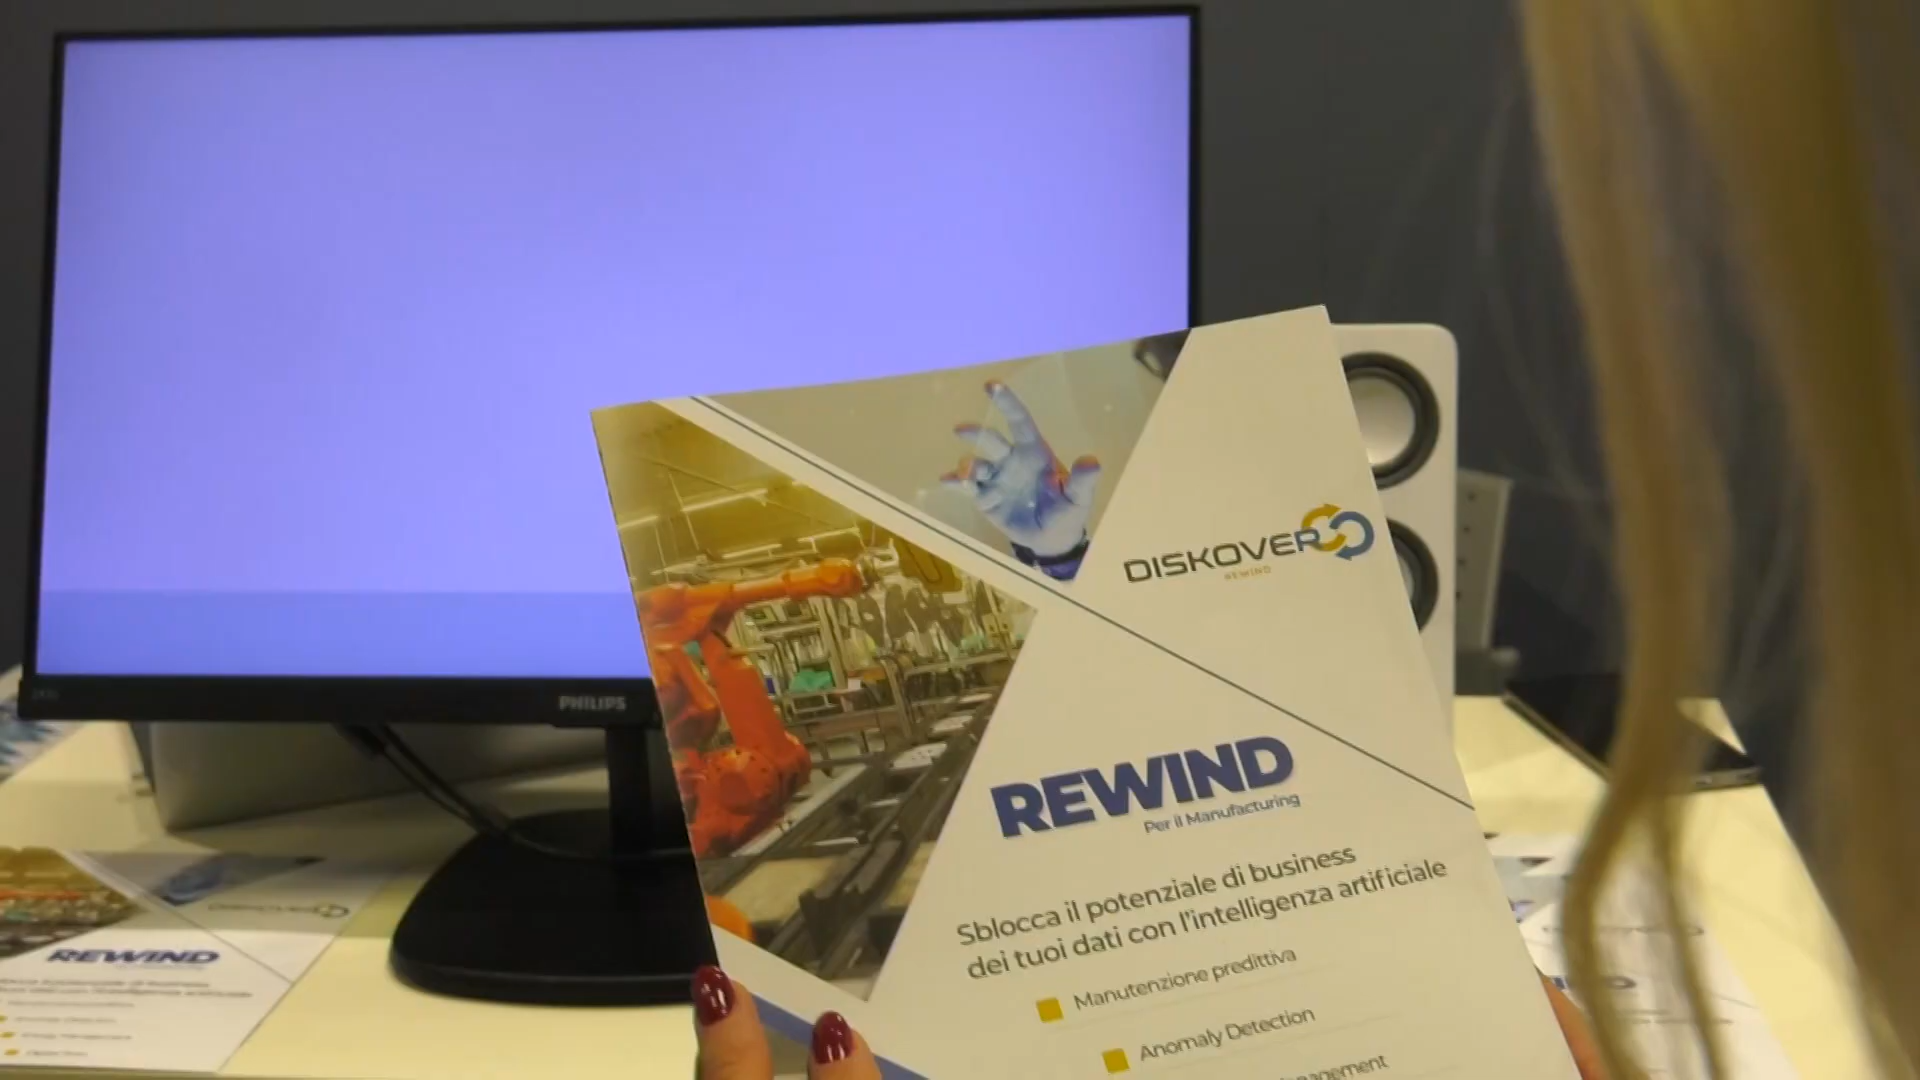 PHILIPS
DISKOVER
REWIND
REWIND
Per il Manufacturing
Sblocca il potenziale di business
dei tuoi dati con l'intelligenza artificiale
Manutenzione predittiva
Anomaly Detection
REWIND